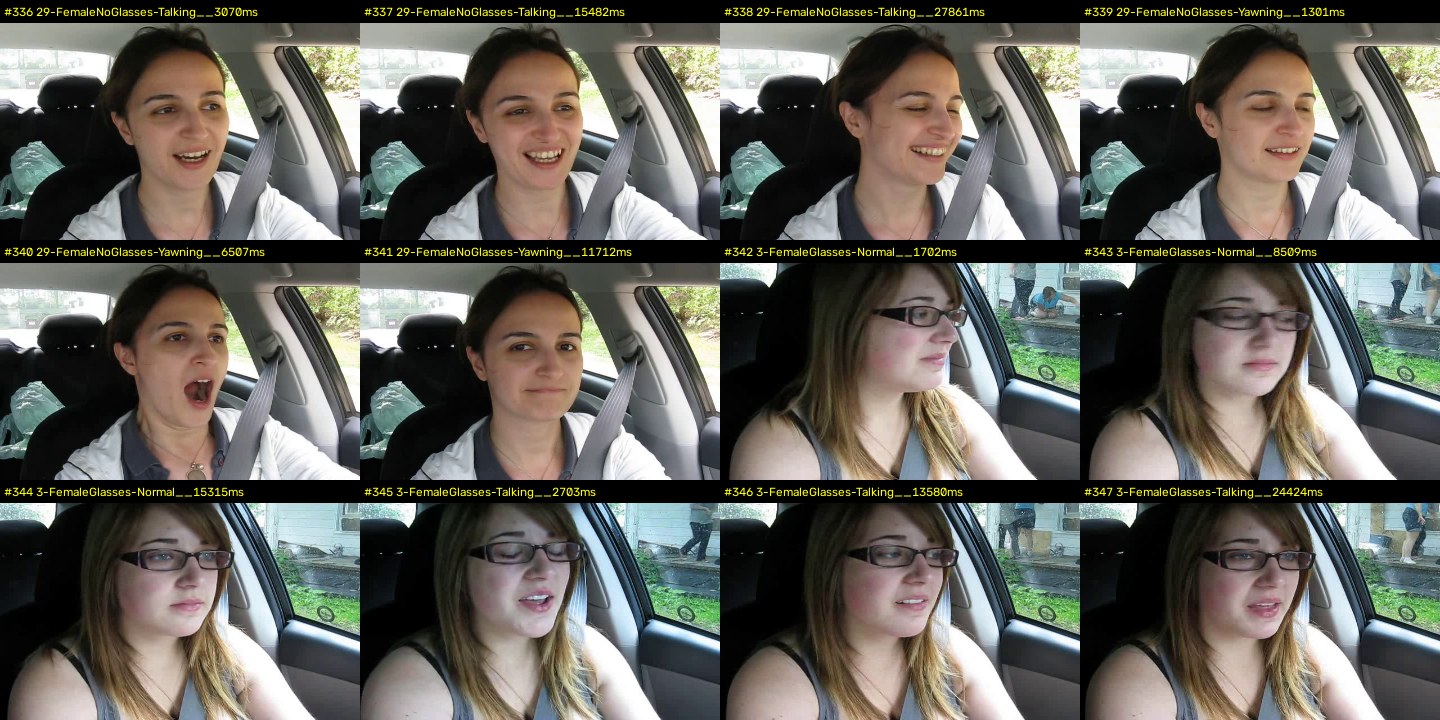 #336 29-FemaleNoGlasses-Talking__3070ms
#337 29-FemaleNoGlasses-Talking__15482ms
#338 29-FemaleNoGlasses-Talking__27861ms
#339 29-FemaleNoGlasses-Yawning__1301ms
#340 29-FemaleNoGlasses-Yawning__6507ms
#341 29-FemaleNoGlasses-Yawning__11712ms
#342 3-FemaleGlasses-Normal__1702ms
#343 3-FemaleGlasses-Normal__8509ms
#344 3-FemaleGlasses-Normal__15315ms
#345 3-FemaleGlasses-Talking__2703ms
#346 3-FemaleGlasses-Talking__13580ms
#347 3-FemaleGlasses-Talking__24424ms